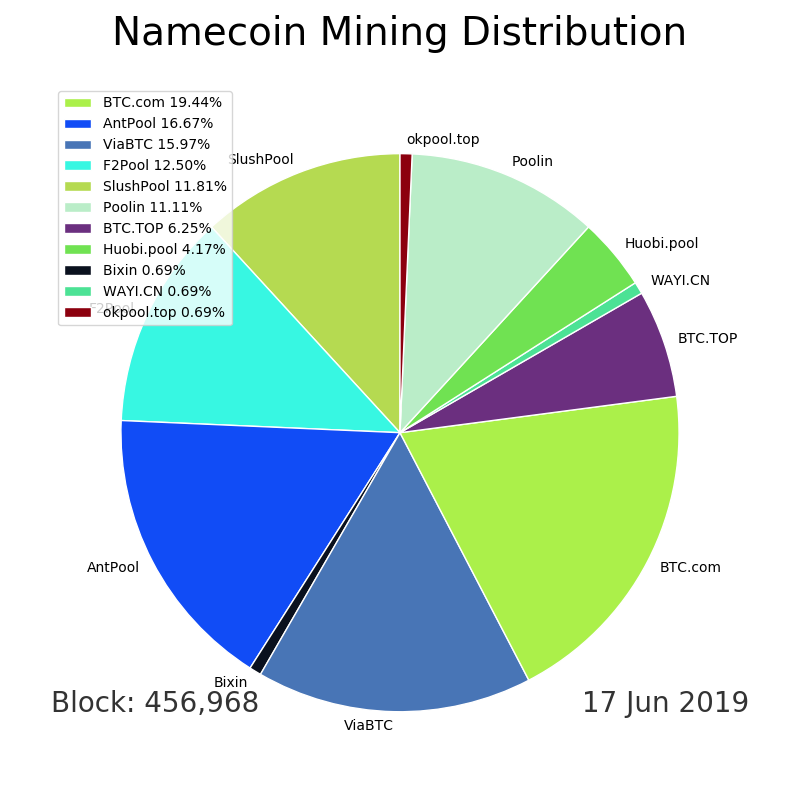 Namecoin Mining Distribution
BTC.com 19.44%
AntPool 16.67%
ViaBTC 15.97%
F2Pool 12.50%
SlushPool 11.81%
Poolin 11.11%
BTC.TOP 6.25%
Huobi.pool 4.17%
Bixin 0.69%
WAYI.CN 0.69%
okpool.top 0.69%
okpool.top
SlushPool
Poolin
Huobi.pool
WAYI.CN
F2Pool
BTC.TOP
AntPool
BTC.com
Bixin
Block: 456,968
17 Jun 2019
ViaBTC